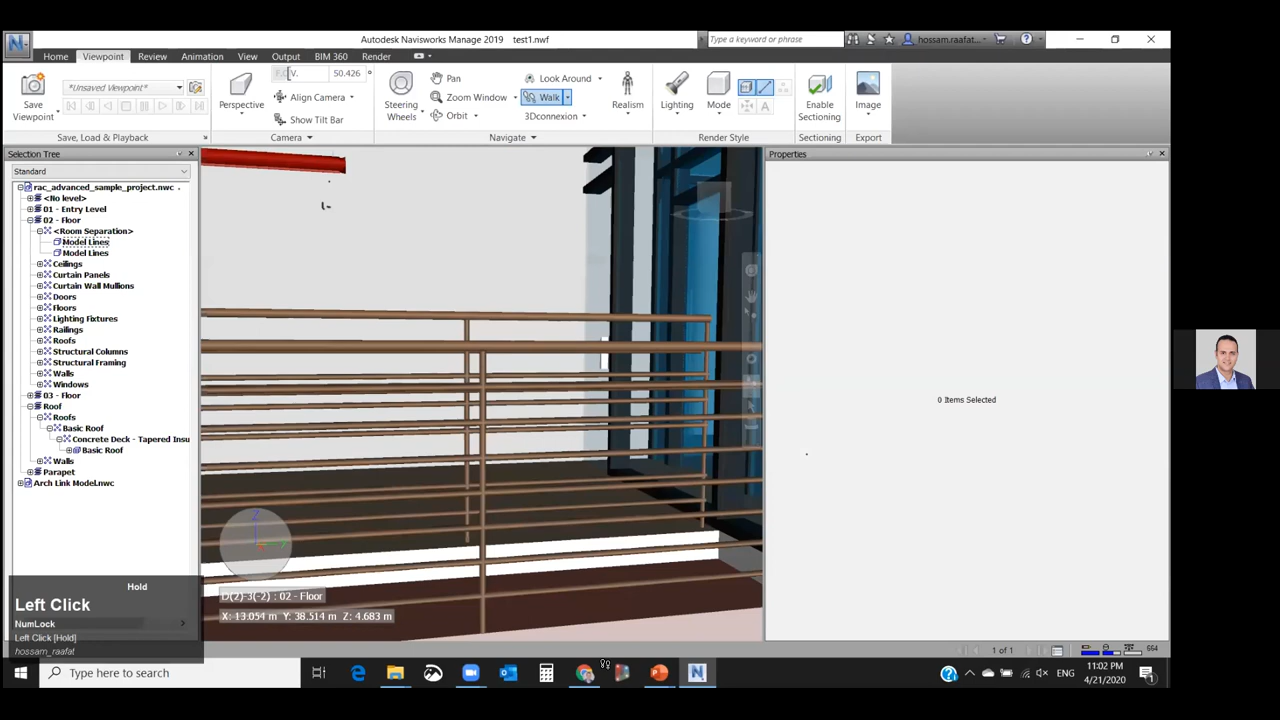 Autodesk Navisworks Manage 2019 test1.nwf
Type a keyword or phrase
hossam.raafat...
Home Viewpoint Review Animation View Output BIM 360 Render
Save
Viewpoint
*Unsaved Viewpoint*
Save, Load & Playback
Perspective
F.O.V. 50.426 °
Align Camera
Show Tilt Bar
Camera
Steering
Wheels
Pan
Zoom Window
Orbit
Look Around
Walk
3Dconnexion
Realism
Navigate
Lighting
Mode
Render Style
Enable
Sectioning
Sectioning
Image
Export
Selection Tree
Standard
rac_advanced_sample_project.nwc
<No level>
01 - Entry Level
02 - Floor
<Room Separation>
Model Lines
Model Lines
Ceilings
Curtain Panels
Curtain Wall Mullions
Doors
Floors
Lighting Fixtures
Railings
Roofs
Structural Columns
Structural Framing
Walls
Windows
03 - Floor
Roof
Roofs
Basic Roof
Concrete Deck - Tapered Insu
Basic Roof
Walls
Parapet
Arch Link Model.nwc
Properties
0 Items Selected
Z
D(2)-3(-2) : 02 - Floor
X: 13.054 m Y: 38.514 m Z: 4.683 m
Hold
Left Click
NumLock
Left Click [Hold]
hossam_raafat
1 of 1
664
Type here to search
ENG
11:02 PM
4/21/2020